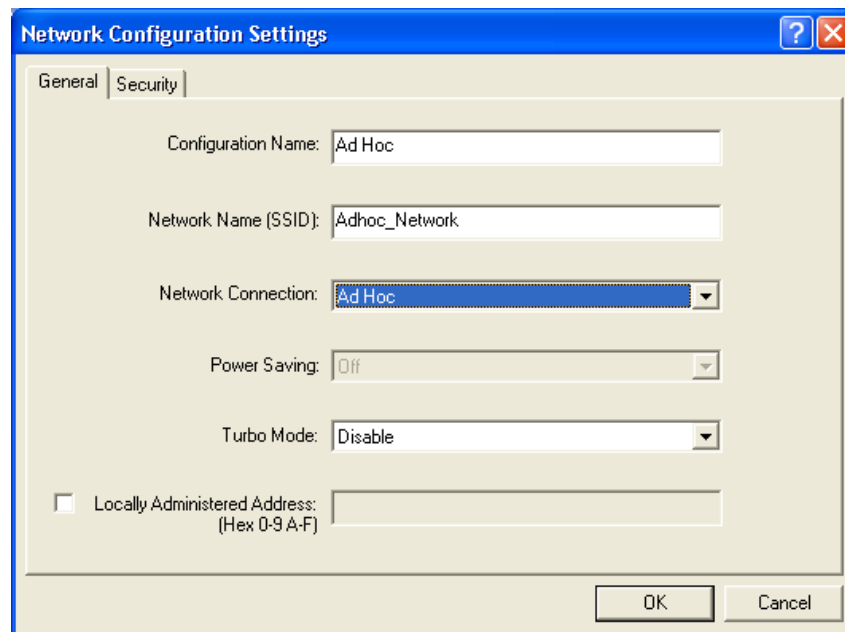 Network Configuration Settings
General Security
Configuration Name: Ad Hoc
Network Name (SSID): Adhoc_Network
Network Connection: Ad Hoc
Power Saving: Off
Turbo Mode: Disable
Locally Administered Address:
(Hex 0-9 A-F)
OK Cancel